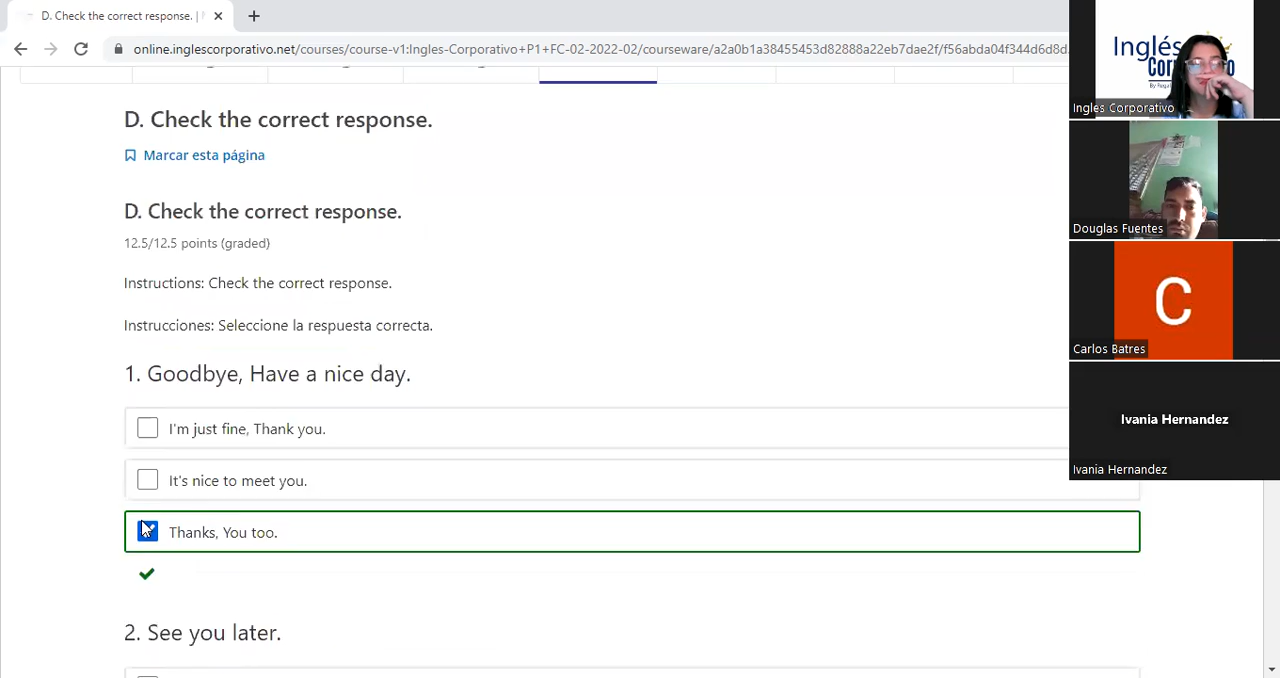 D. Check the correct response. |
online.inglescorporativo.net/courses/course-v1:Ingles-Corporativo+P1+FC-02-2022-02/courseware/a2a0b1a38455453d82888a22eb7dae2f/f56abda04f344d6d8d
D. Check the correct response.
Marcar esta página
D. Check the correct response.
12.5/12.5 points (graded)
Instructions: Check the correct response.
Instrucciones: Seleccione la respuesta correcta.
1. Goodbye, Have a nice day.
I'm just fine, Thank you.
It's nice to meet you.
Thanks, You too.
2. See you later.
Inglés
Ingles Corporativo
Douglas Fuentes
C
Carlos Batres
Ivania Hernandez
Ivania Hernandez